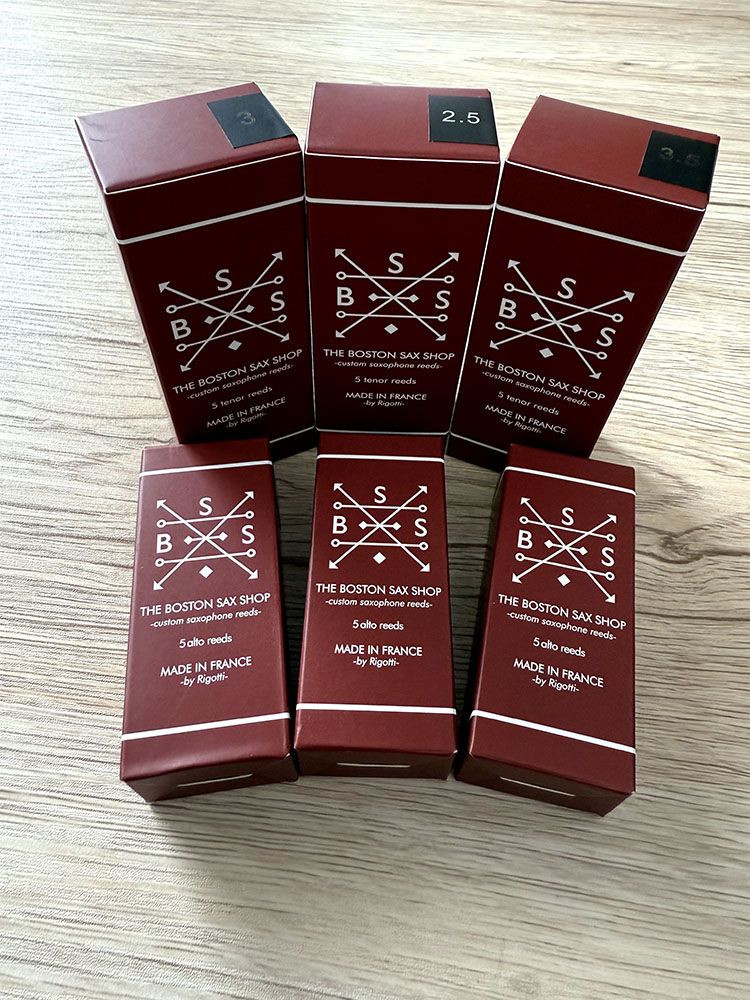 3
2.5
3.5
S
B S
THE BOSTON SAX SHOP
-custom saxophone reeds-
5 tenor reeds
MADE IN FRANCE
-by Rigotti-
S
B S
THE BOSTON SAX SHOP
-custom saxophone reeds-
5 tenor reeds
MADE IN FRANCE
-by Rigotti-
S
B S
THE BOSTON SAX SHOP
-custom saxophone reeds-
5 tenor reeds
MADE IN FRANCE
-by Rigotti-
S
B S
THE BOSTON SAX SHOP
-custom saxophone reeds-
5 alto reeds
MADE IN FRANCE
-by Rigotti-
S
B S
THE BOSTON SAX SHOP
-custom saxophone reeds-
5 alto reeds
MADE IN FRANCE
-by Rigotti-
S
B S
THE BOSTON SAX SHOP
-custom saxophone reeds-
5 alto reeds
MADE IN FRANCE
-by Rigotti-